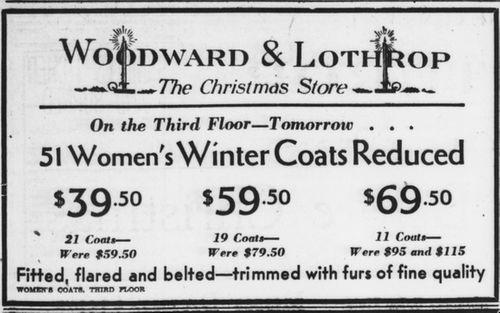 WOODWARD & LOTHROP
The Christmas Store
On the Third Floor—Tomorrow . . .
51 Women's Winter Coats Reduced
$39.50 $59.50 $69.50
21 Coats— 19 Coats— 11 Coats—
Were $59.50 Were $79.50 Were $95 and $115
Fitted, flared and belted—trimmed with furs of fine quality
WOMEN'S COATS, THIRD FLOOR